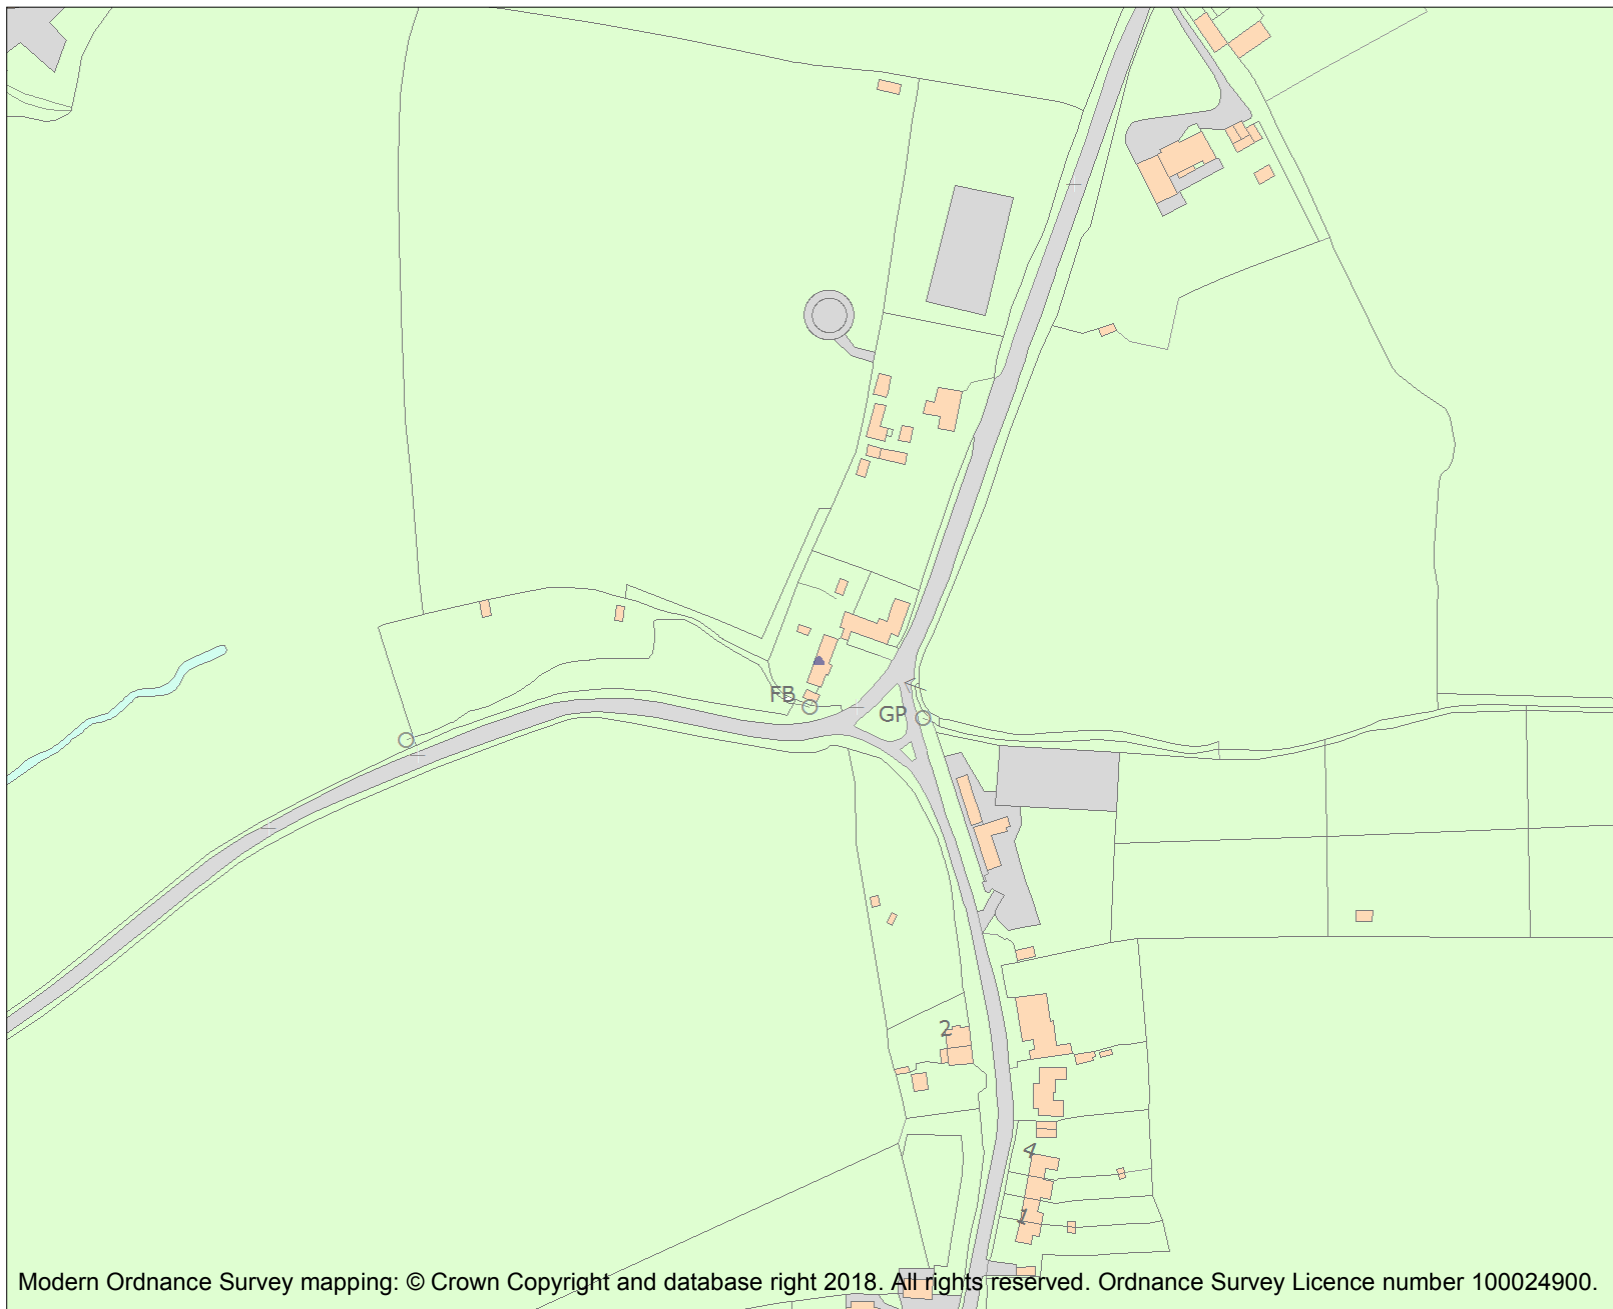 FB
GP
2
4
1
Modern Ordnance Survey mapping: © Crown Copyright and database right 2018. All rights reserved. Ordnance Survey Licence number 100024900.